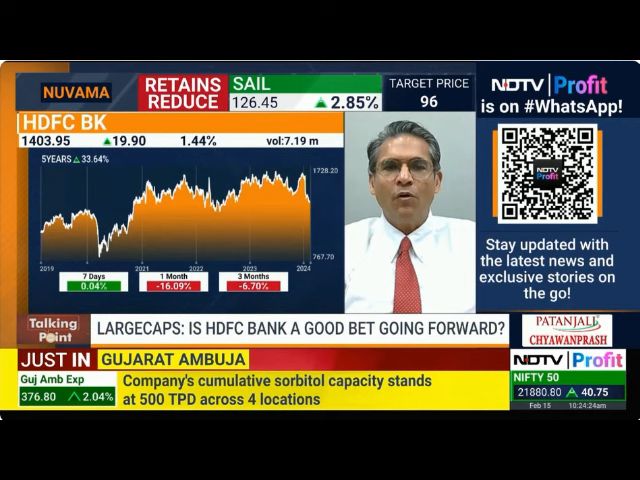 NUVAMA
RETAINS
REDUCE
SAIL
126.45 2.85%
TARGET PRICE
96
NDTV Profit
is on #WhatsApp!
HDFC BK
1403.95 19.90 1.44% vol:7.19 m
5YEARS 33.64%
1728.20
767.70
2019 2020 2021 2022 2023 2024
7 Days
0.04%
1 Month
-16.09%
3 Months
-6.70%
NDTV
Profit
Stay updated with
the latest news and
exclusive stories on
the go!
Talking
Point
LARGECAPS: IS HDFC BANK A GOOD BET GOING FORWARD?
PATANJALI
CHYAWANPRASH
JUST IN GUJARAT AMBUJA
NDTV Profit
Guj Amb Exp
376.80 2.04%
Company's cumulative sorbitol capacity stands
at 500 TPD across 4 locations
NIFTY 50
21880.80 40.75
Feb 15 10:24:24am